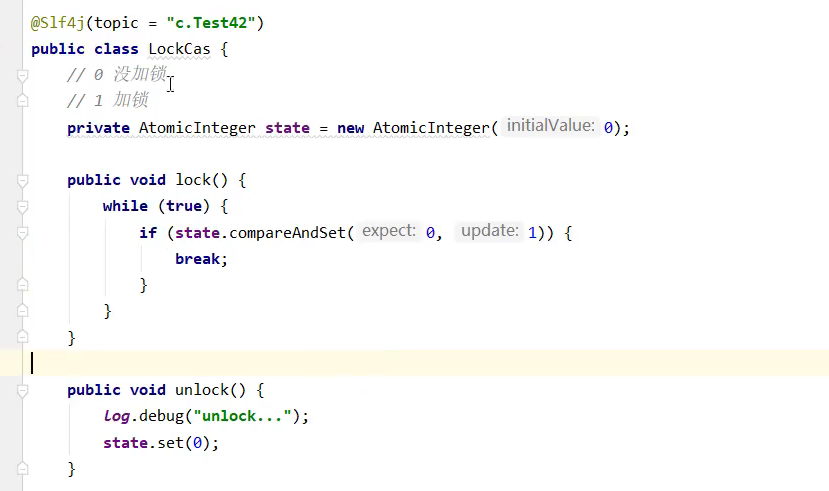 @Slf4j(topic = "c.Test42")
public class LockCas {
// 0 没加锁
// 1 加锁
private AtomicInteger state = new AtomicInteger( initialValue: 0);
public void lock() {
while (true) {
if (state.compareAndSet( expect: 0, update: 1)) {
break;
}
}
}
public void unlock() {
log.debug("unlock...");
state.set(0);
}